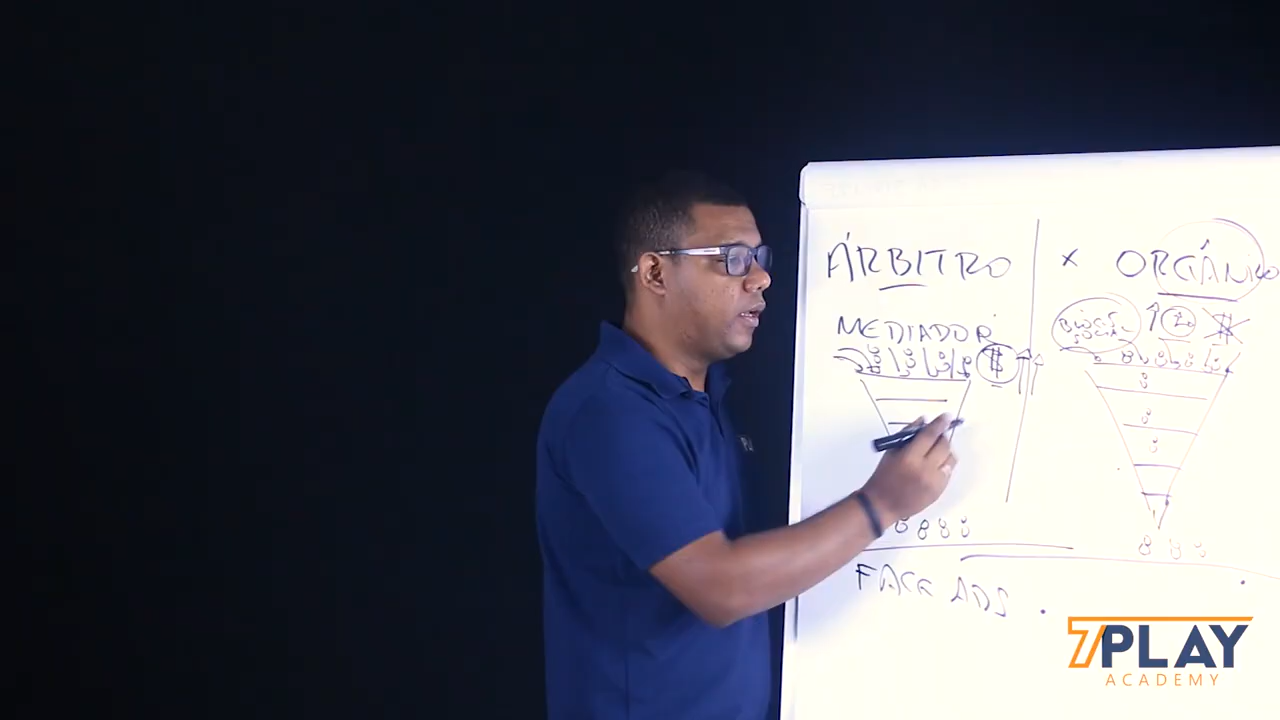 ÁRBITRO x ORGÂNICO
MEDIADOR
$
$
FACE ADS
7PLAY
ACADEMY